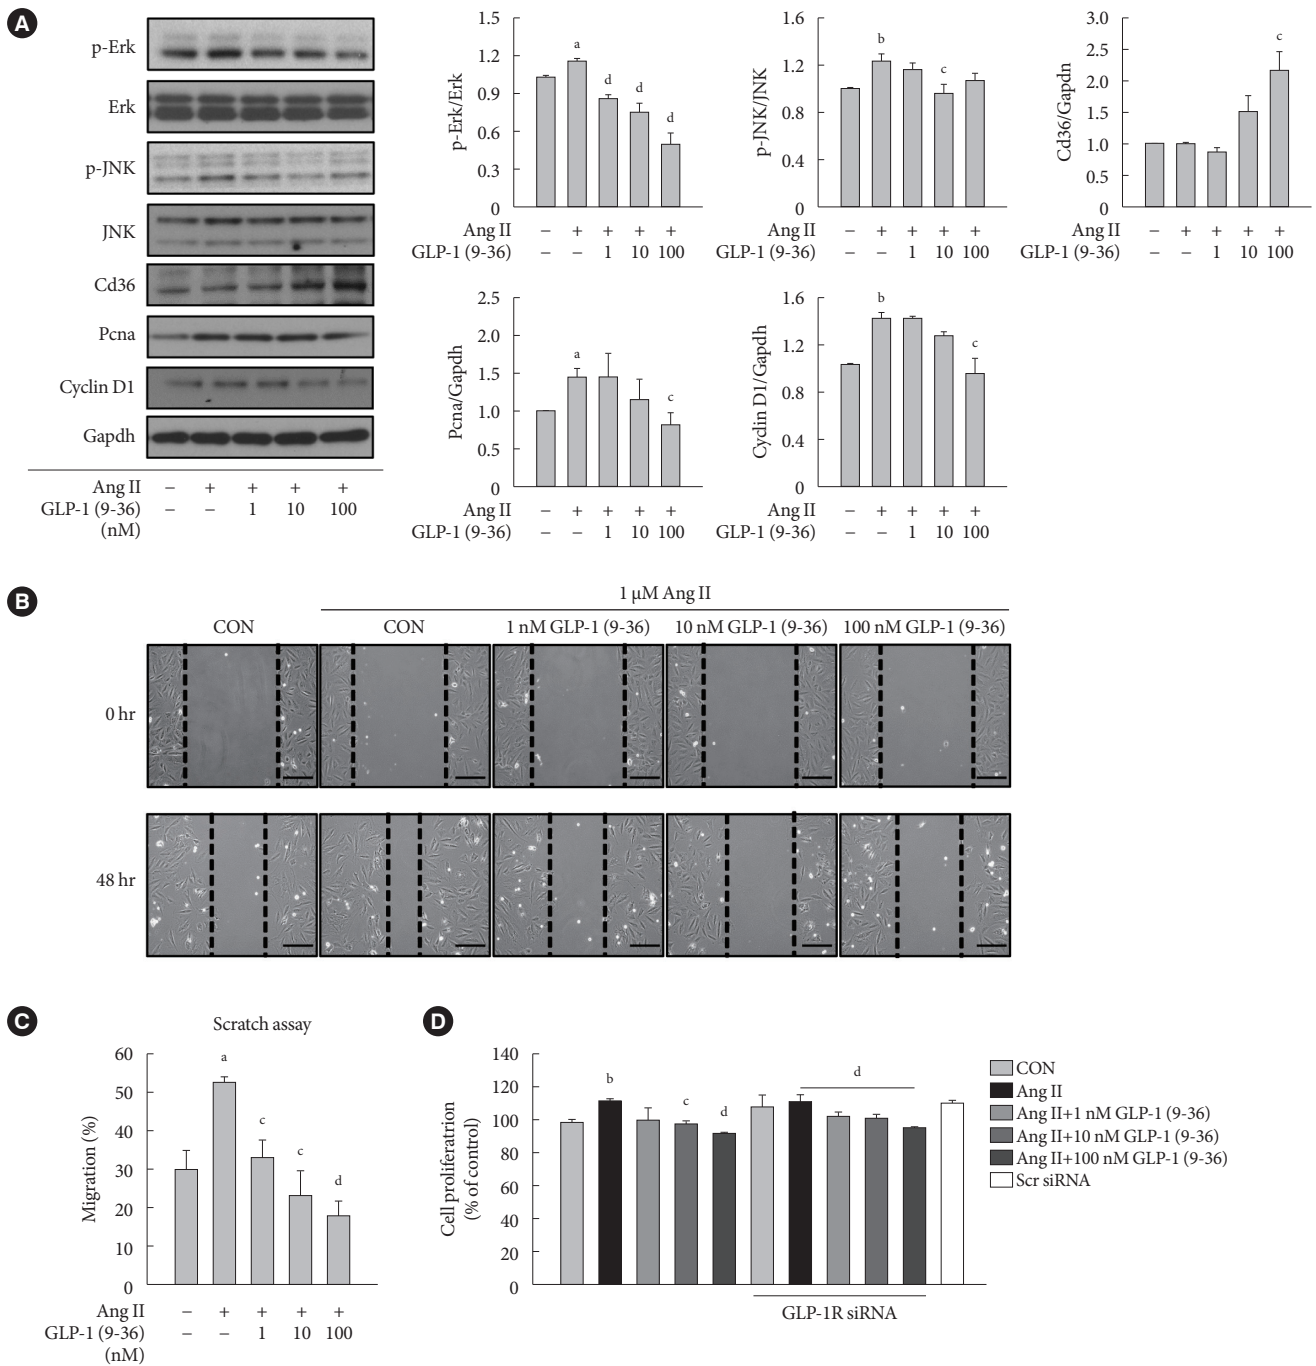 A
p-Erk
Erk
p-JNK
JNK
Cd36
Pcna
Cyclin D1
Gapdh
Ang II − + + + +
GLP-1 (9-36) − − 1 10 100
(nM)
p-Erk/Erk
1.5
1.2
0.9
0.6
0.3
0
a
d
d
d
Ang II − + + + +
GLP-1 (9-36) − − 1 10 100
p-JNK/JNK
1.6
1.2
0.8
0.4
0
b
c
Ang II − + + + +
GLP-1 (9-36) − − 1 10 100
Cd36/Gapdn
3.0
2.5
2.0
1.5
1.0
0.5
0
c
Ang II − + + + +
GLP-1 (9-36) − − 1 10 100
Pcna/Gapdh
2.5
2.0
1.5
1.0
0.5
0
a
c
Ang II − + + + +
GLP-1 (9-36) − − 1 10 100
Cyclin D1/Gapdh
1.6
1.2
0.8
0.4
0
b
c
Ang II − + + + +
GLP-1 (9-36) − − 1 10 100
B
1 µM Ang II
CON CON 1 nM GLP-1 (9-36) 10 nM GLP-1 (9-36) 100 nM GLP-1 (9-36)
0 hr
48 hr
C
Scratch assay
Migration (%)
60
50
40
30
20
10
0
a
c
c
d
Ang II − + + + +
GLP-1 (9-36) − − 1 10 100
(nM)
D
Cell proliferatrion
(% of control)
140
120
100
80
60
40
20
0
b
c
d
d
GLP-1R siRNA
CON
Ang II
Ang II+1 nM GLP-1 (9-36)
Ang II+10 nM GLP-1 (9-36)
Ang II+100 nM GLP-1 (9-36)
Scr siRNA